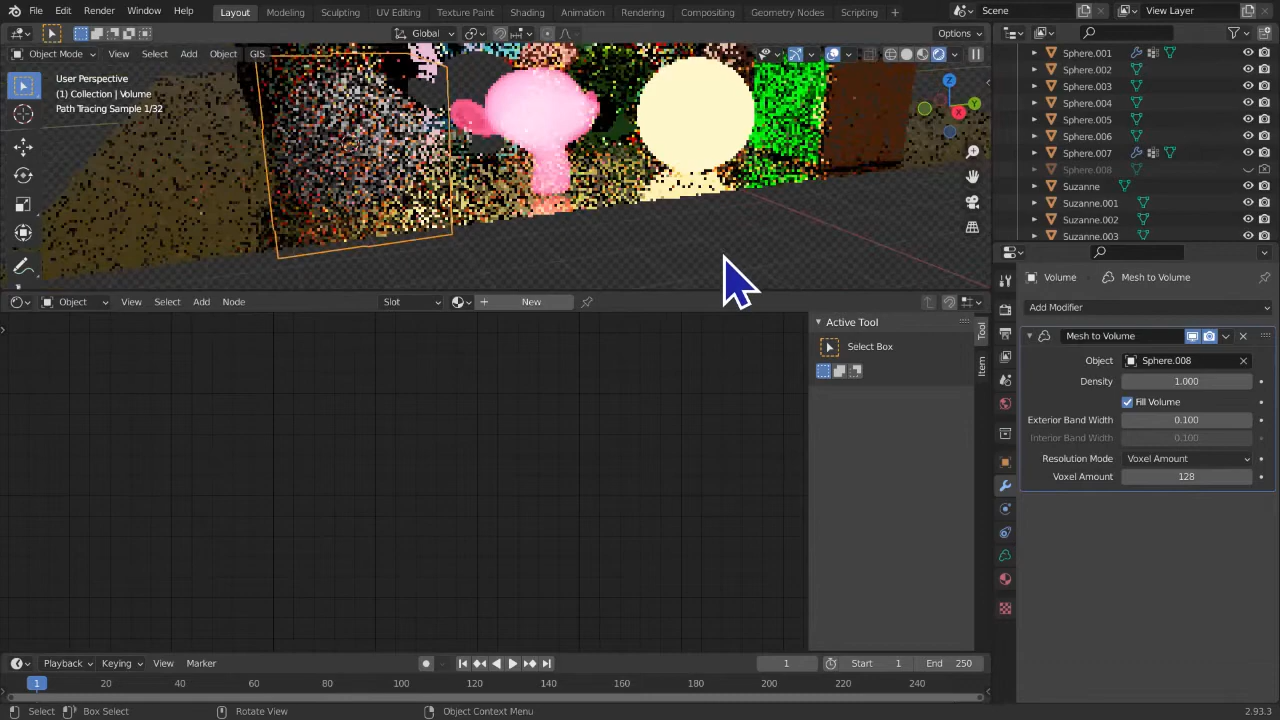 File Edit Render Window Help Layout Modeling Sculpting UV Editing Texture Paint Shading Animation Rendering Compositing Geometry Nodes Scripting Scene View Layer
Global Options
Object Mode View Select Add Object GIS
User Perspective
(1) Collection | Volume
Path Tracing Sample 1/32
Z
Y
X
Sphere.001
Sphere.002
Sphere.003
Sphere.004
Sphere.005
Sphere.006
Sphere.007
Sphere.008
Suzanne
Suzanne.001
Suzanne.002
Suzanne.003
Volume Mesh to Volume
Add Modifier
Mesh to Volume
Object Sphere.008
Density 1.000
Fill Volume
Exterior Band Width 0.100
Interior Band Width 0.100
Resolution Mode Voxel Amount
Voxel Amount 128
Object View Select Add Node Slot New
Active Tool
Select Box
Tool
Item
Playback Keying View Marker 1 Start 1 End 250
1 20 40 60 80 100 120 140 160 180 200 220 240
Select Box Select Rotate View Object Context Menu 2.93.3